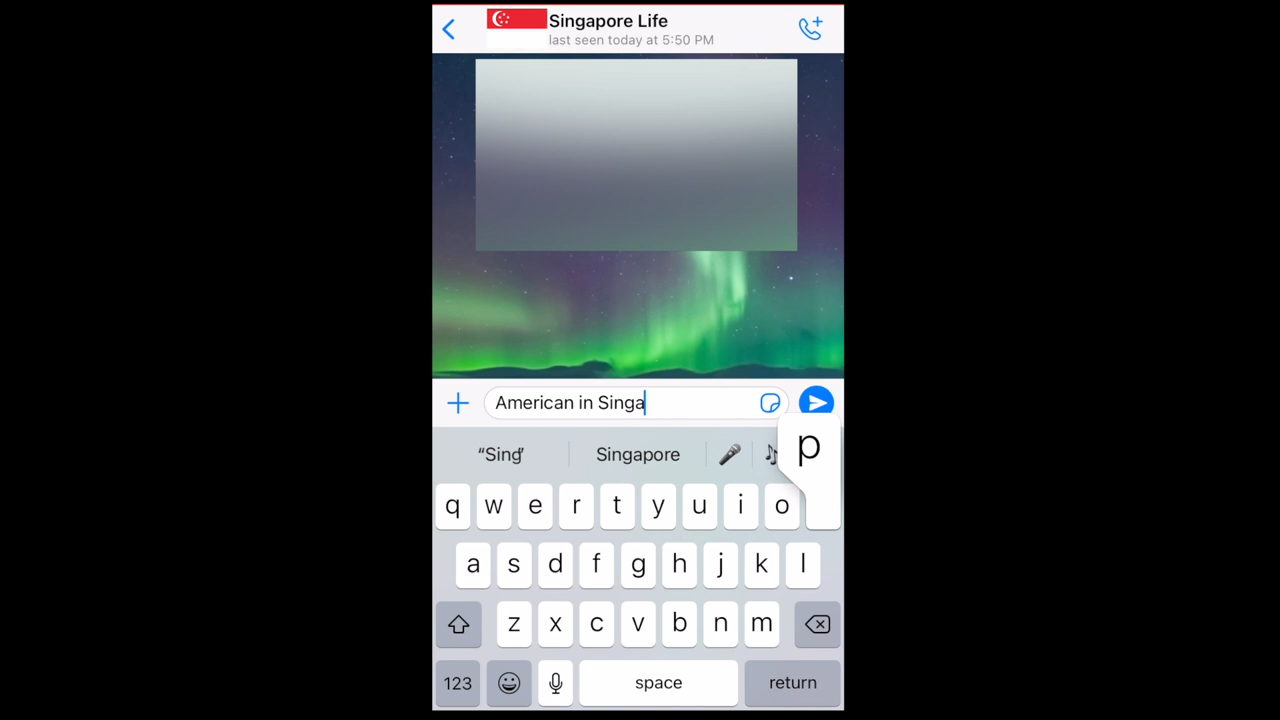 Singapore Life
last seen today at 5:50 PM
American in Singa
“Sing” Singapore
p
q w e r t y u i o
a s d f g h j k l
z x c v b n m
123 space return